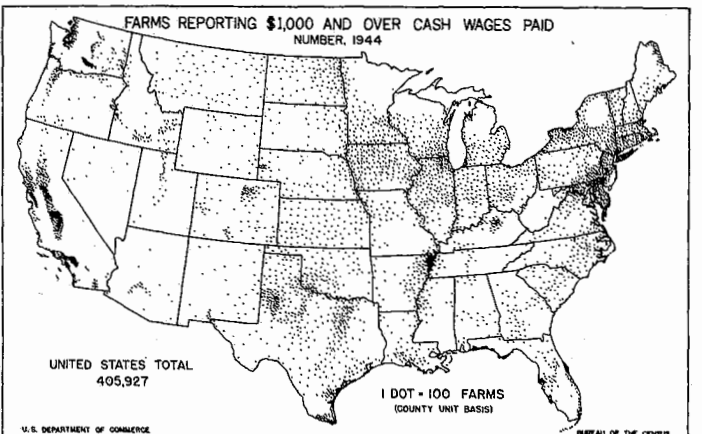 FARMS REPORTING $1,000 AND OVER CASH WAGES PAID
NUMBER, 1944
UNITED STATES TOTAL
405,927
1 DOT = 100 FARMS
(COUNTY UNIT BASIS)
U.S. DEPARTMENT OF COMMERCE
BUREAU OF THE CENSUS